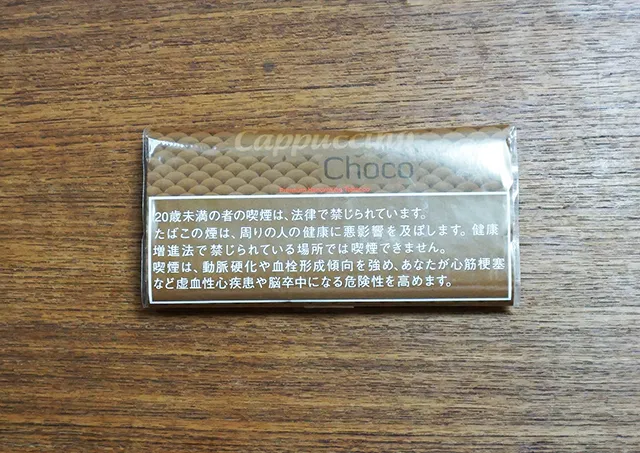 Cappuccino
Choco
20歳未満の者の喫煙は、法律で禁じられています。
たばこの煙は、周りの人の健康に悪影響を及ぼします。健康
増進法で禁じられている場所では喫煙できません。
喫煙は、動脈硬化や血栓形成傾向を強め、あなたが心筋梗塞
など虚血性心疾患や脳卒中になる危険性を高めます。